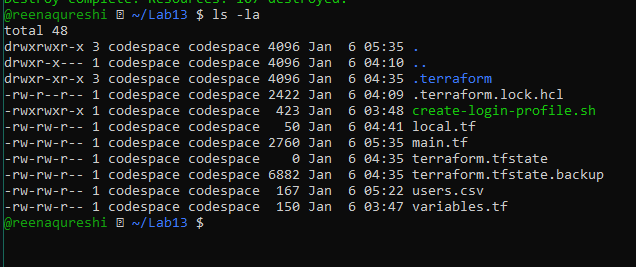 Destroy complete! Resources: 107 destroyed.
@reenaqureshi ~/Lab13 $ ls -la
total 48
drwxrwxr-x 3 codespace codespace 4096 Jan  6 05:35 .
drwxr-x--- 1 codespace codespace 4096 Jan  6 04:10 ..
drwxr-xr-x 3 codespace codespace 4096 Jan  6 04:35 .terraform
-rw-r--r-- 1 codespace codespace 2422 Jan  6 04:09 .terraform.lock.hcl
-rwxrwxr-x 1 codespace codespace  423 Jan  6 03:48 create-login-profile.sh
-rw-rw-r-- 1 codespace codespace   50 Jan  6 04:41 local.tf
-rw-rw-r-- 1 codespace codespace 2760 Jan  6 05:35 main.tf
-rw-rw-r-- 1 codespace codespace    0 Jan  6 04:35 terraform.tfstate
-rw-rw-r-- 1 codespace codespace 6882 Jan  6 04:35 terraform.tfstate.backup
-rw-rw-r-- 1 codespace codespace  167 Jan  6 05:22 users.csv
-rw-rw-r-- 1 codespace codespace  150 Jan  6 03:47 variables.tf
@reenaqureshi ~/Lab13 $